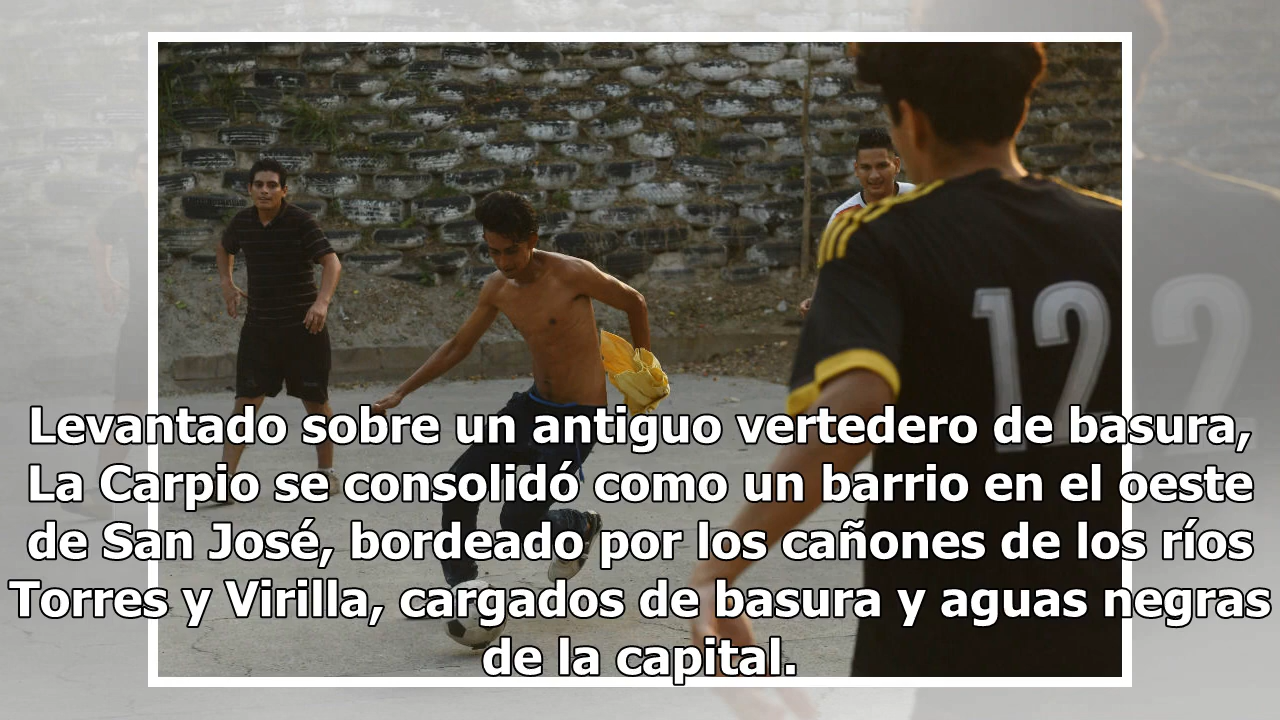 12
2
Levantado sobre un antiguo vertedero de basura,
La Carpio se consolidó como un barrio en el oeste
de San José, bordeado por los cañones de los ríos
Torres y Virilla, cargados de basura y aguas negras
de la capital.